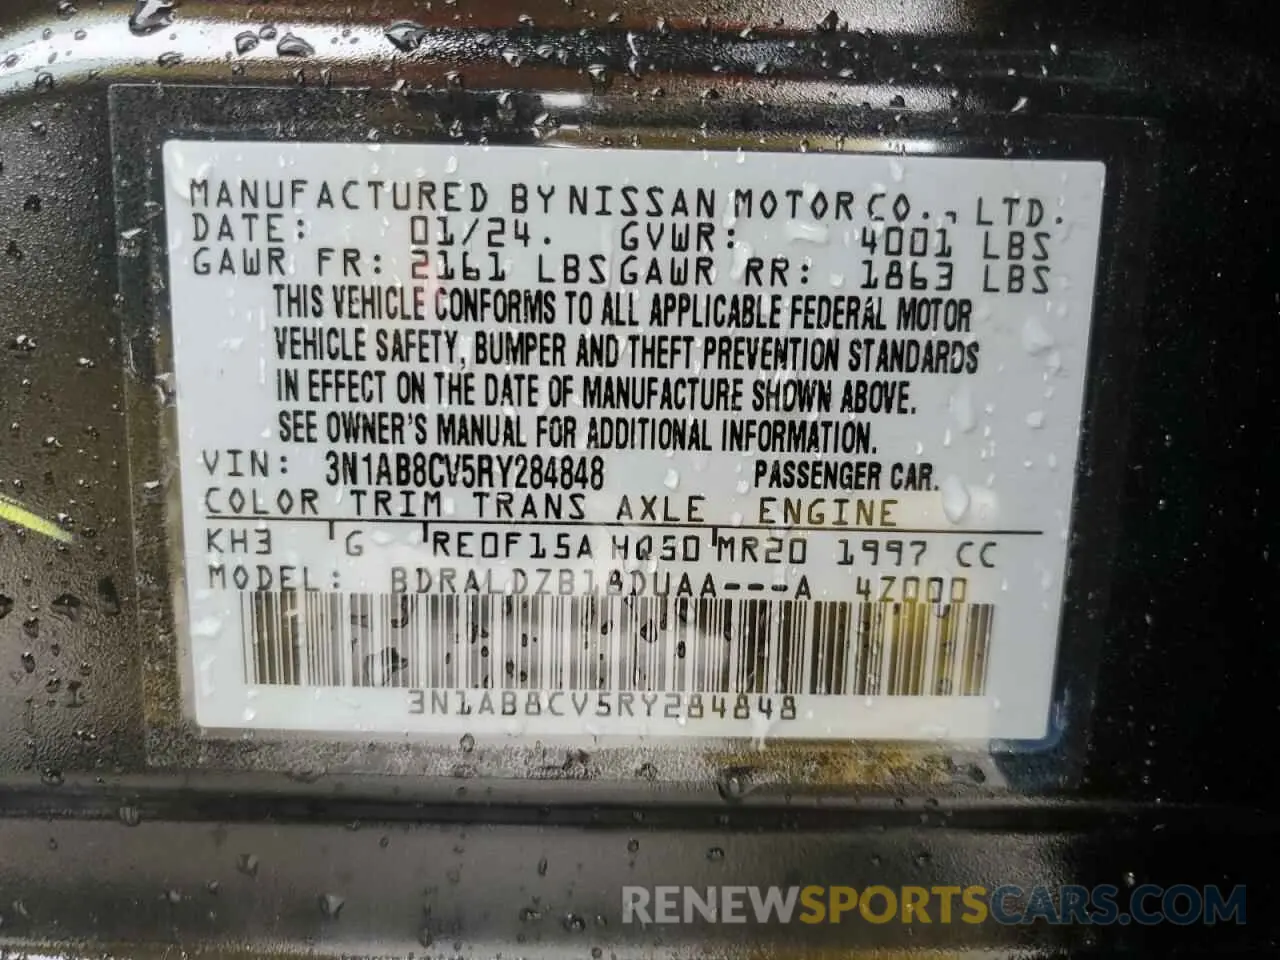 MANUFACTURED BY NISSAN MOTOR CO., LTD.
DATE: 01/24. GVWR: 4001 LBS
GAWR FR: 2161 LBS GAWR RR: 1863 LBS
THIS VEHICLE CONFORMS TO ALL APPLICABLE FEDERAL MOTOR
VEHICLE SAFETY, BUMPER AND THEFT PREVENTION STANDARDS
IN EFFECT ON THE DATE OF MANUFACTURE SHOWN ABOVE.
SEE OWNER'S MANUAL FOR ADDITIONAL INFORMATION.
VIN: 3N1AB8CV5RY284848 PASSENGER CAR.
COLOR TRIM TRANS AXLE ENGINE
KH3 G RE0F15A HQ50 MR20 1997 CC
MODEL: BDRALDZB18DUAA---A 4Z000
3N1AB8CV5RY284848
RENEWSPORTSCARS.COM